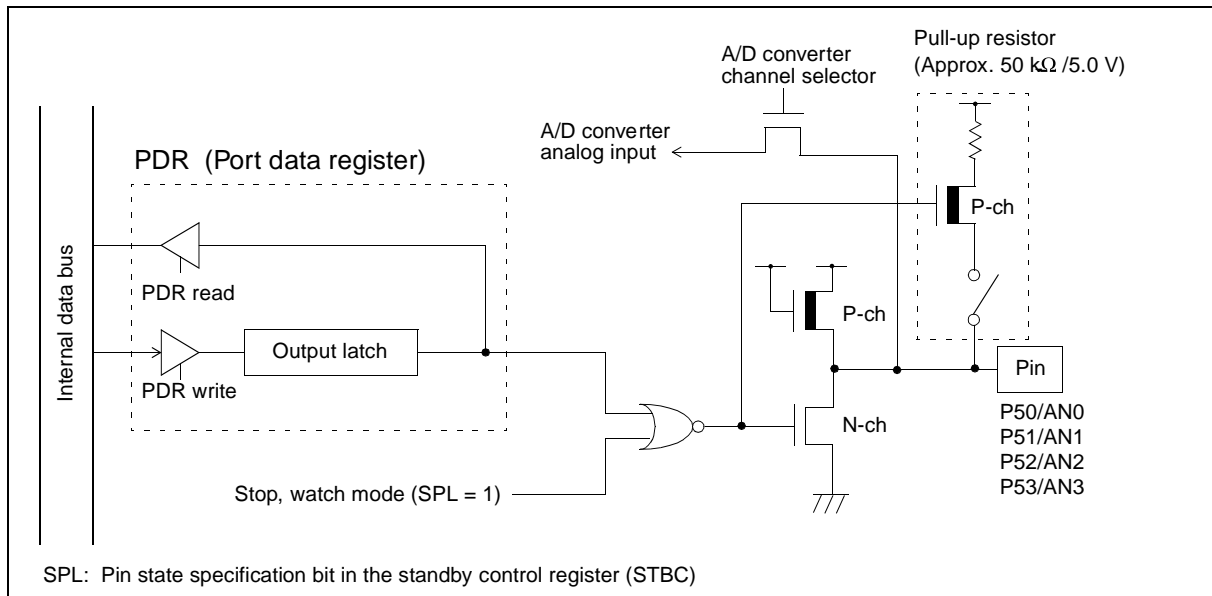 Pull-up resistor
(Approx. 50 kΩ /5.0 V)
A/D converter
channel selector
A/D converter
analog input
PDR (Port data register)
P-ch
Internal data bus
PDR read
P-ch
Output latch
Pin
PDR write
N-ch
P50/AN0
P51/AN1
P52/AN2
P53/AN3
Stop, watch mode (SPL = 1)
SPL: Pin state specification bit in the standby control register (STBC)